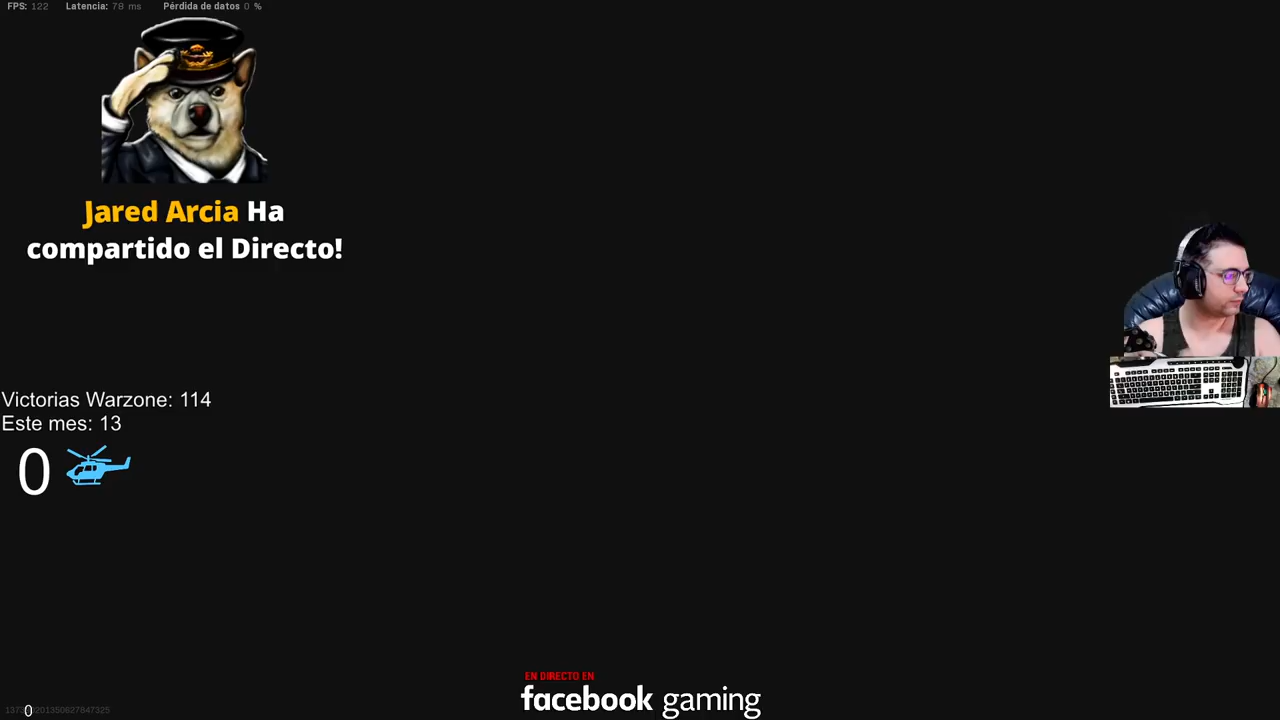 FPS: 122 Latencia: 78 ms Pérdida de datos 0 %
Jared Arcia Ha
compartido el Directo!
Victorias Warzone: 114
Este mes: 13
0
EN DIRECTO EN
facebook gaming
0